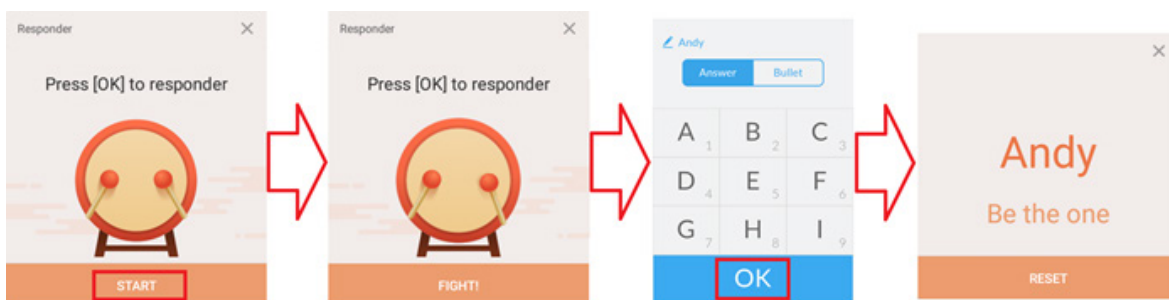 Responder
Press [OK] to responder
START
Responder
Press [OK] to responder
FIGHT!
Andy
Answer Bullet
A 1 B 2 C 3
D 4 E 5 F 6
G 7 H 8 I 9
OK
Andy
Be the one
RESET